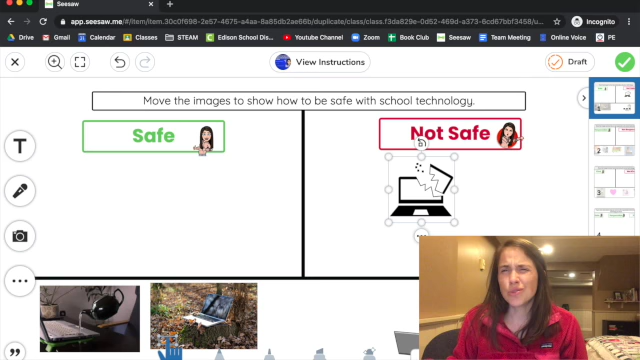 Seesaw
Incognito
app.seesaw.me/#/item/item.30c0f698-2e57-4675-a4aa-8a65db2ae66b/duplicate/class/class.f3da829e-0d52-469d-a373-6cd67bbf3458/u...
Drive
Gmail
Calendar
Classes
STEAM
Edison School Dis...
YouTube Channel
Zoom
Book Club
Seesaw
Team Meeting
Online Voice
PE
View Instructions
Draft
Move the images to show how to be safe with school technology.
Safe
Not Safe